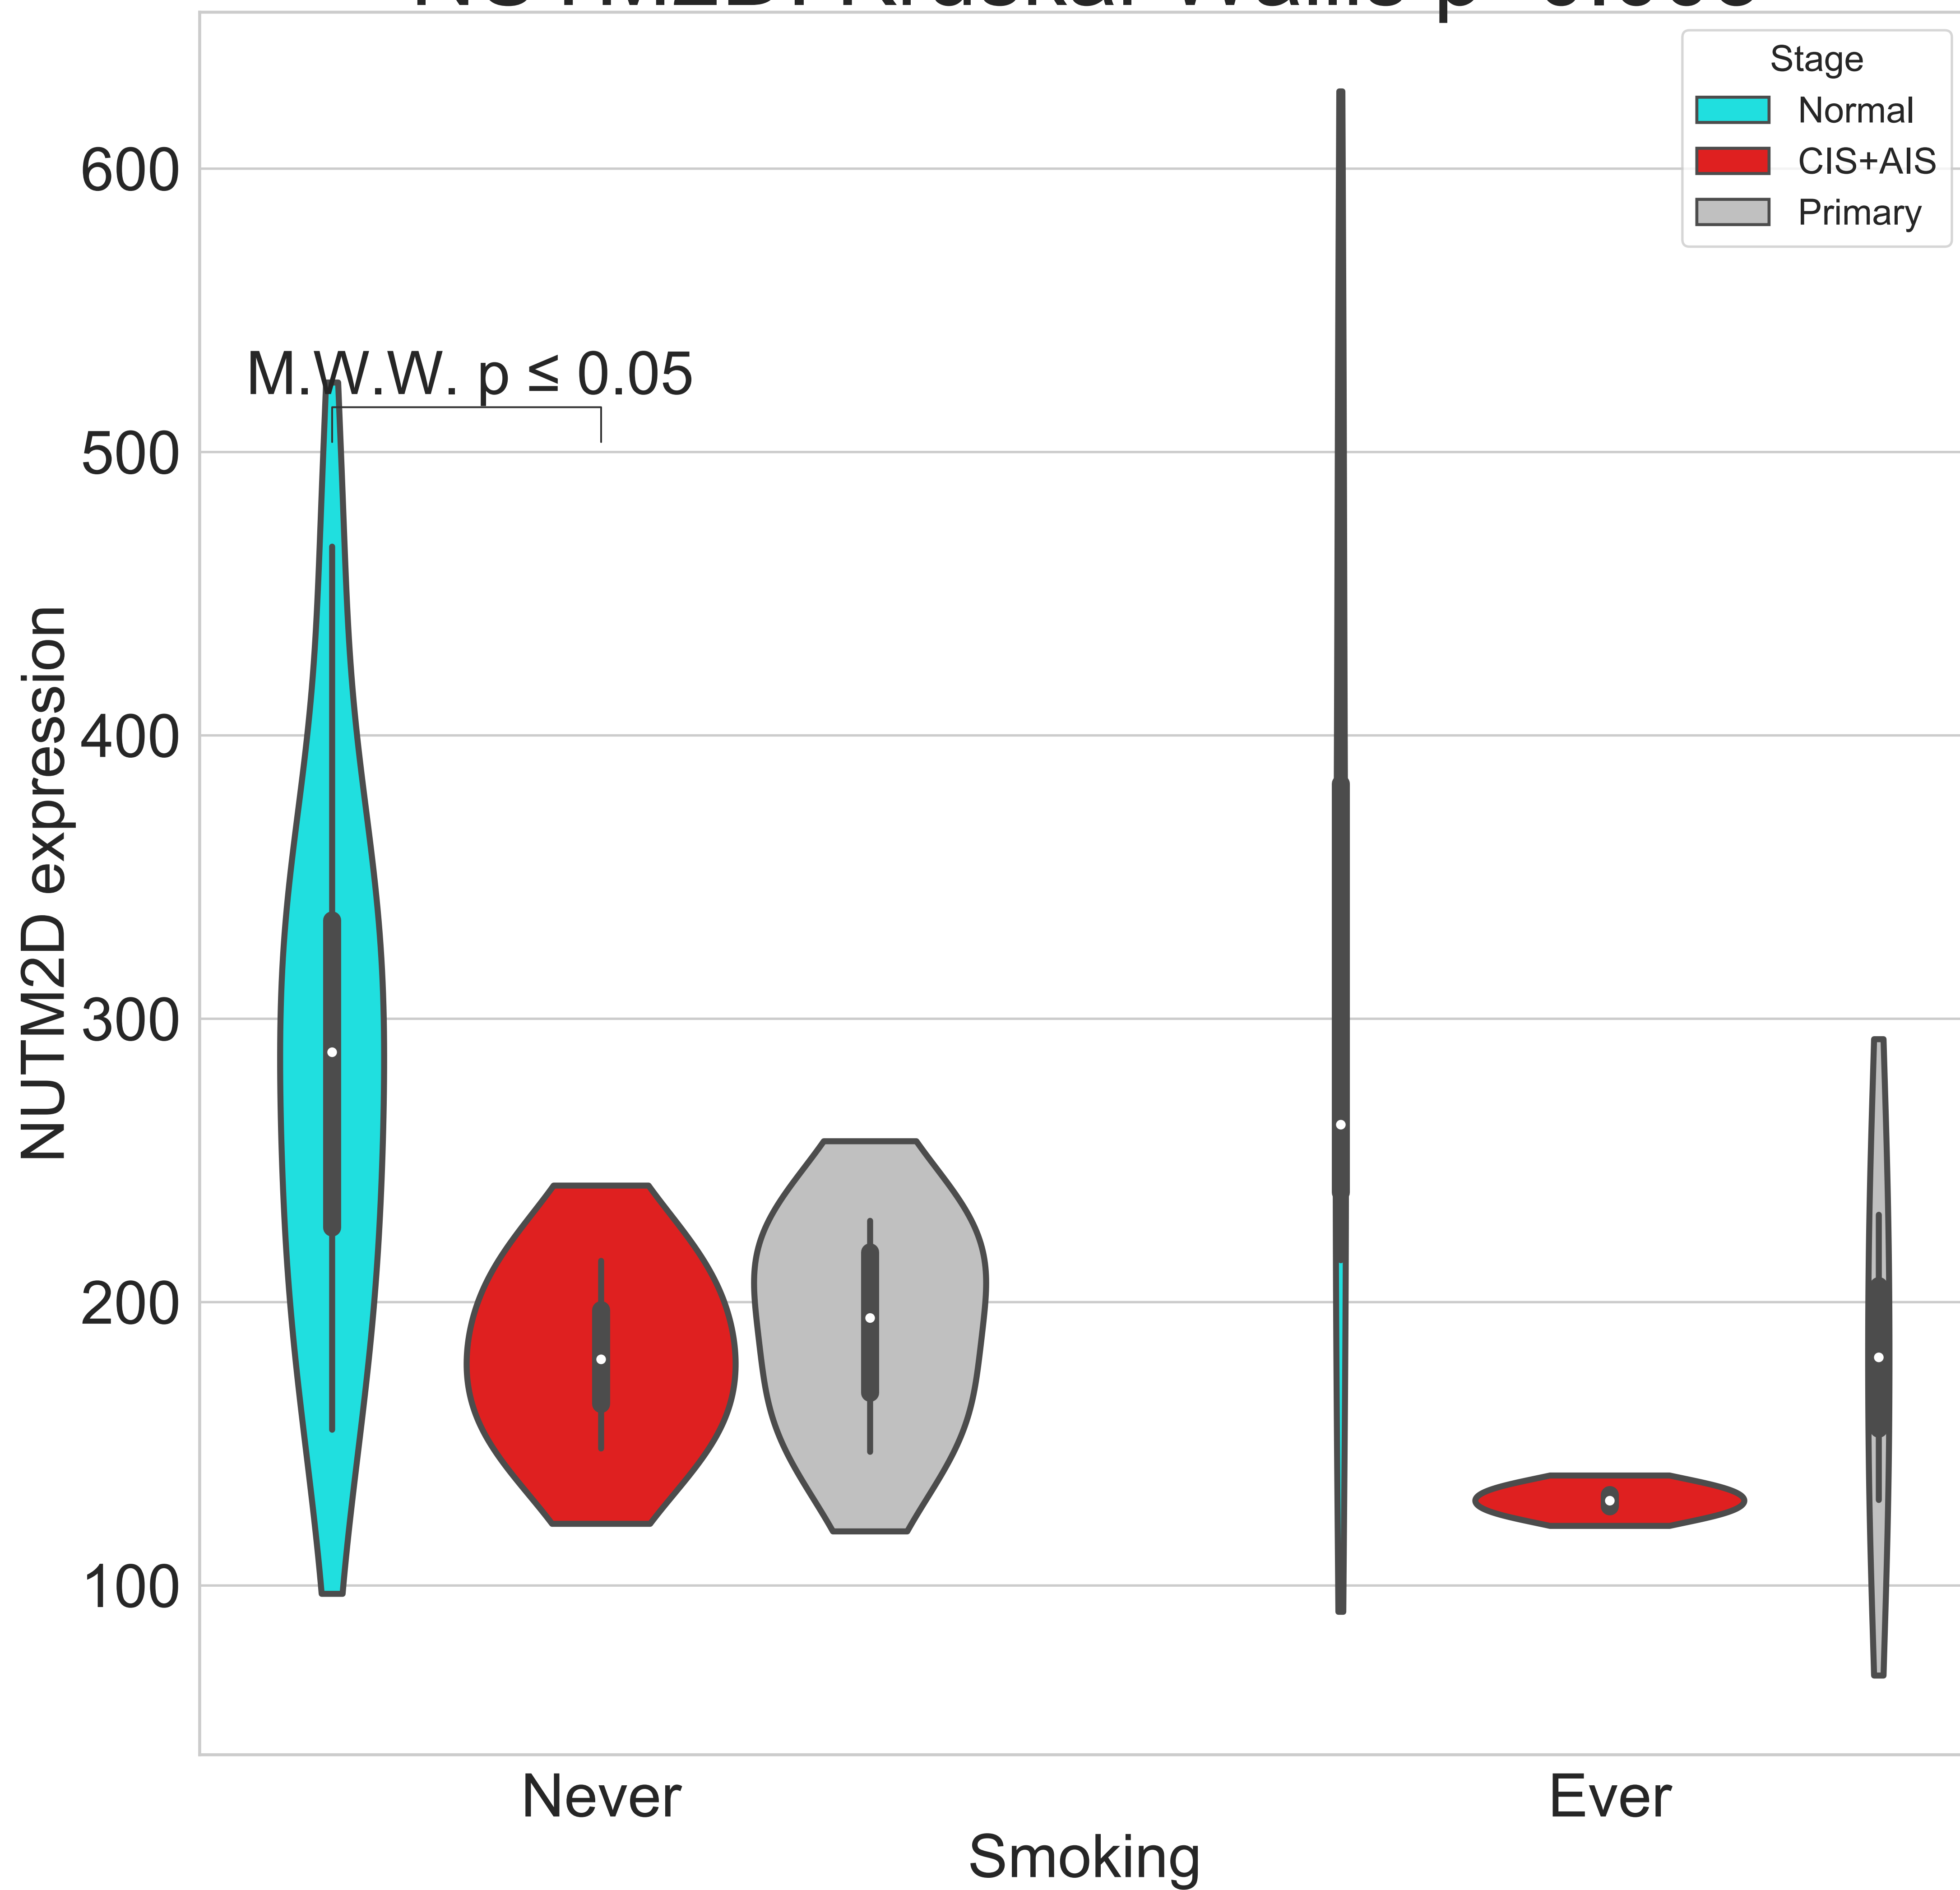 Stage
Normal
CIS+AIS
Primary
600
M.W.W. p ≤ 0.05
500
400
300
200
100
NUTM2D expression
Never
Ever
Smoking